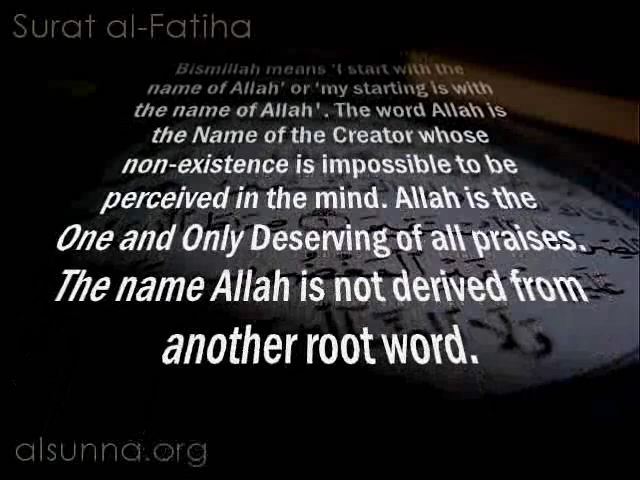 Surat al-Fatiha
Bismillah means 'I start with the
name of Allah' or 'my starting is with
the name of Allah'. The word Allah is
the Name of the Creator whose
non-existence is impossible to be
perceived in the mind. Allah is the
One and Only Deserving of all praises.
The name Allah is not derived from
another root word.
alsunna.org